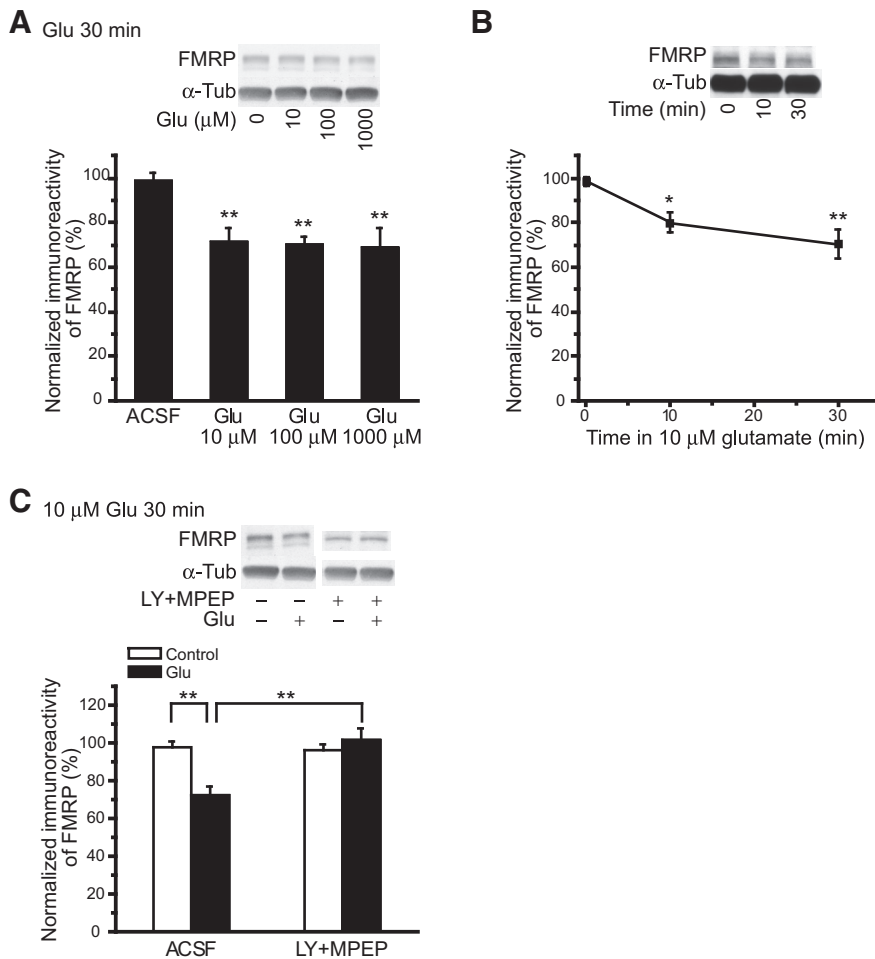 A Glu 30 min
FMRP
α-Tub
Glu (μM) 0 10 100 1000
Normalized immunoreactivity
of FMRP (%)
100
80
60
40
20
0
** ** **
ACSF Glu Glu Glu
10 μM 100 μM 1000 μM
B
FMRP
α-Tub
Time (min) 0 10 30
Normalized immunoreactivity
of FMRP (%)
100
80
60
40
20
0
* **
0 10 20 30
Time in 10 μM glutamate (min)
C 10 μM Glu 30 min
FMRP
α-Tub
LY+MPEP – – + +
Glu – + – +
Control
Glu
Normalized immunoreactivity
of FMRP (%)
120
100
80
60
40
20
0
** **
ACSF LY+MPEP